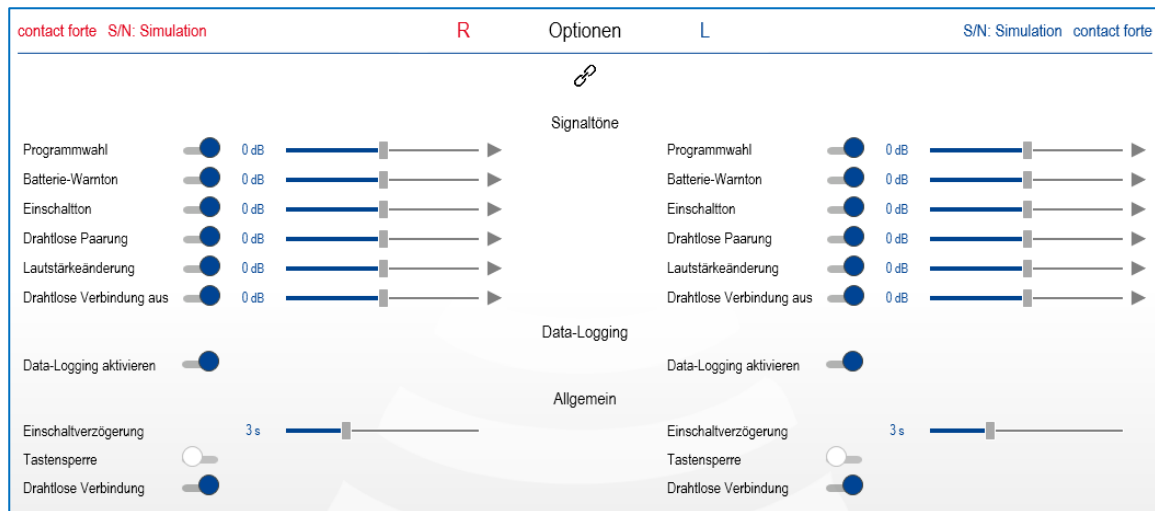 contact forte S/N: Simulation R Optionen L S/N: Simulation contact forte
Signaltöne
Programmwahl 0 dB Programmwahl 0 dB
Batterie-Warnton 0 dB Batterie-Warnton 0 dB
Einschaltton 0 dB Einschaltton 0 dB
Drahtlose Paarung 0 dB Drahtlose Paarung 0 dB
Lautstärkeänderung 0 dB Lautstärkeänderung 0 dB
Drahtlose Verbindung aus 0 dB Drahtlose Verbindung aus 0 dB
Data-Logging
Data-Logging aktivieren Data-Logging aktivieren
Allgemein
Einschaltverzögerung 3 s Einschaltverzögerung 3 s
Tastensperre Tastensperre
Drahtlose Verbindung Drahtlose Verbindung